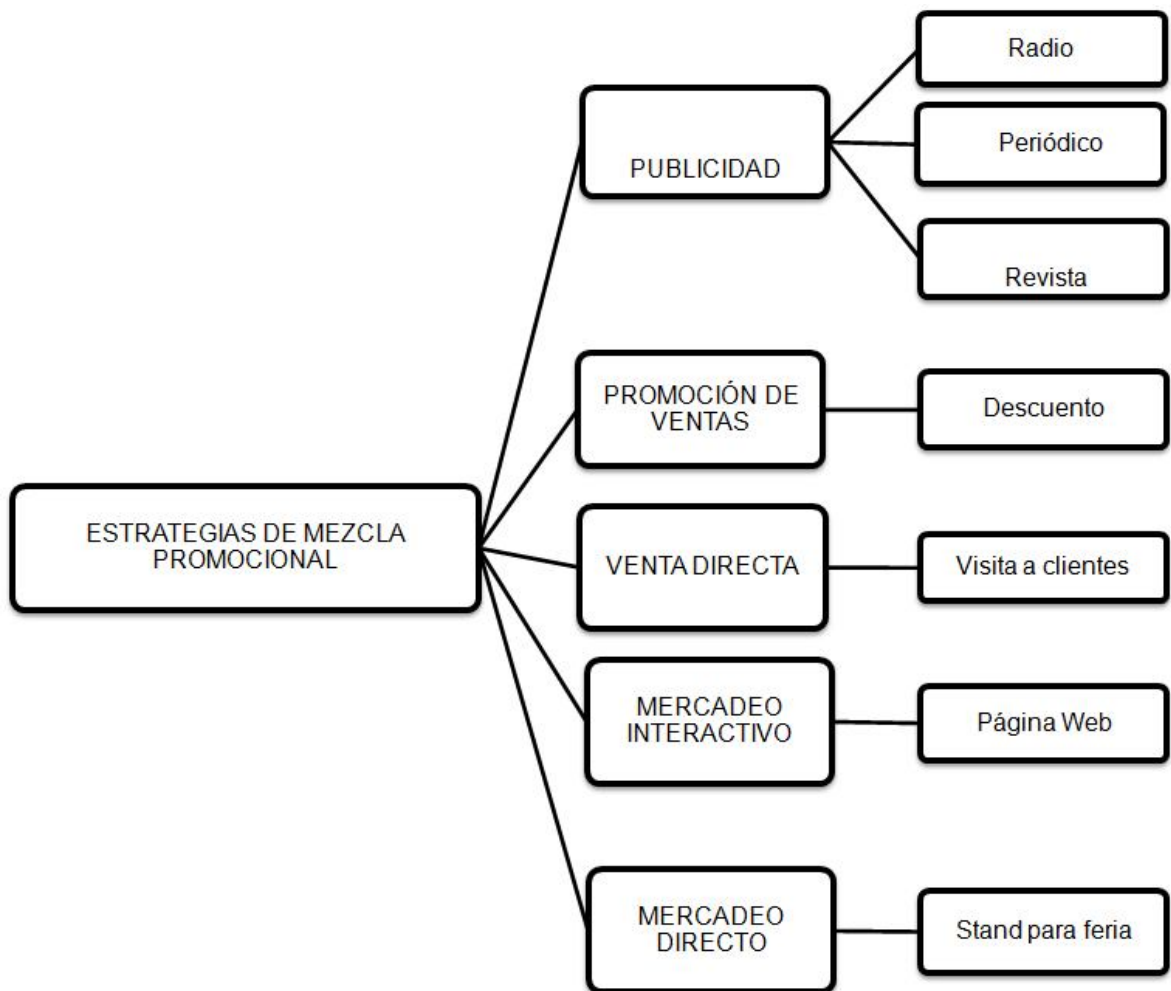 Radio
Periódico
PUBLICIDAD
Revista
PROMOCIÓN DE
VENTAS
Descuento
ESTRATEGIAS DE MEZCLA
PROMOCIONAL
VENTA DIRECTA
Visita a clientes
MERCADEO
INTERACTIVO
Página Web
MERCADEO
DIRECTO
Stand para feria